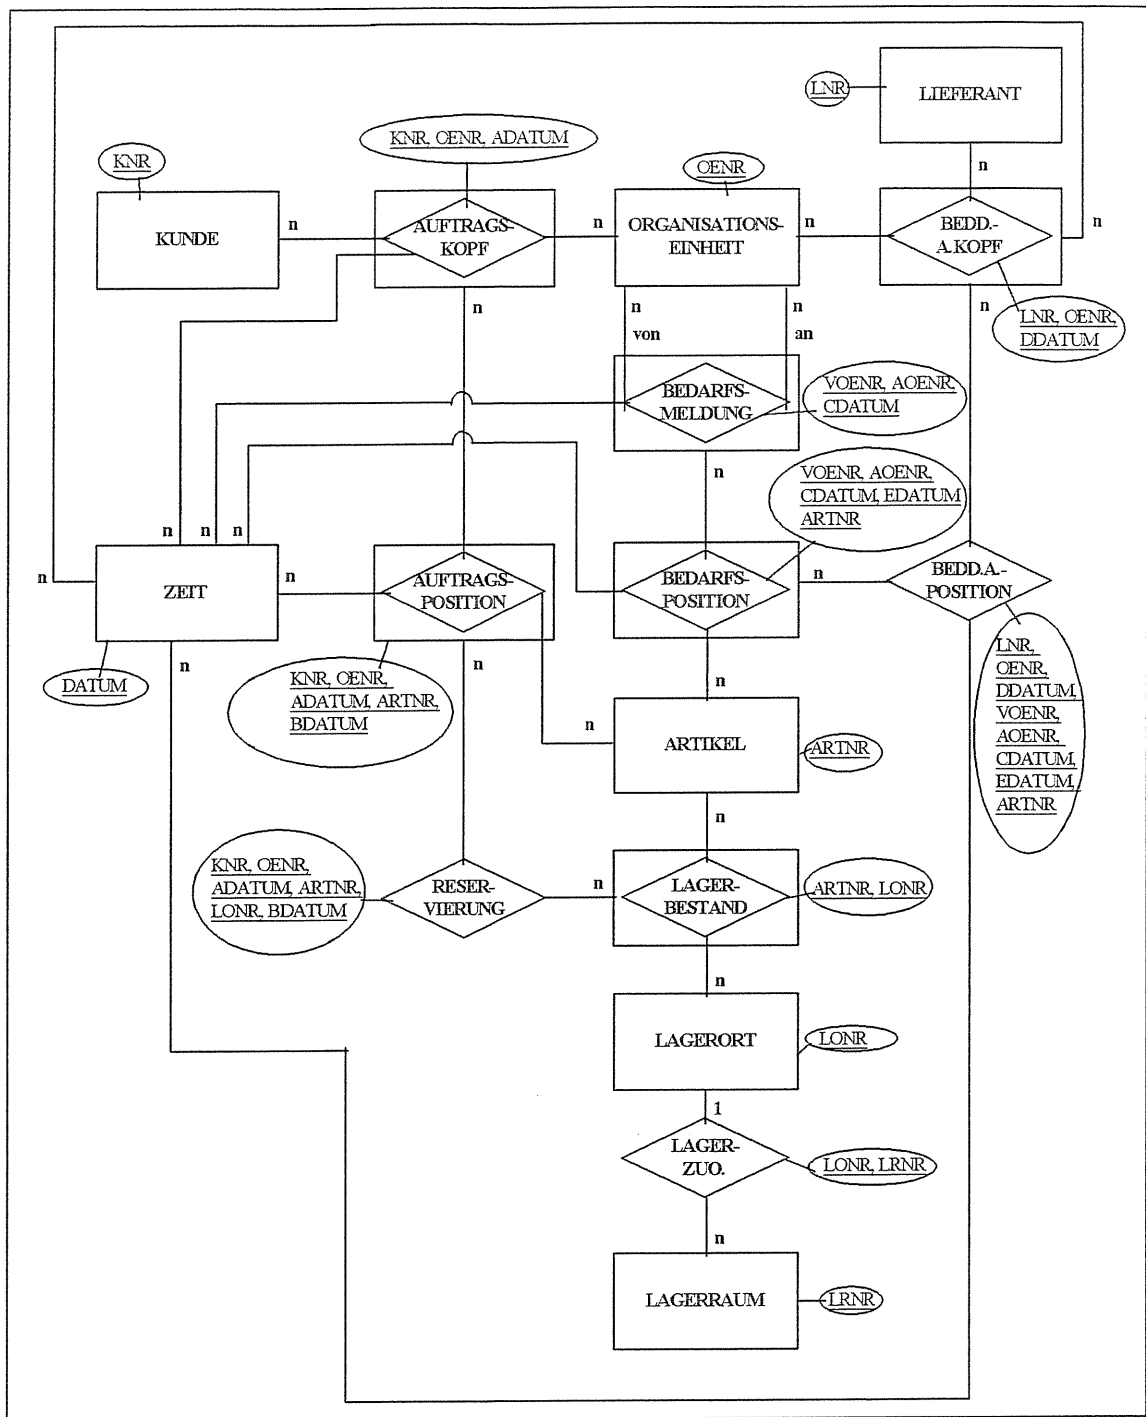 LNR
LIEFERANT
KNR, OENR, ADATUM
KNR
OENR
n
KUNDE
n
AUFTRAGS-
KOPF
n
ORGANISATIONS-
EINHEIT
n
BEDD.-
A.KOPF
n
n
n
n
n
von
an
LNR, OENR,
DDATUM
BEDARFS-
MELDUNG
VOENR, AOENR,
CDATUM
n
VOENR, AOENR,
CDATUM, EDATUM
ARTNR
n
n
n
n
ZEIT
n
AUFTRAGS-
POSITION
BEDARFS-
POSITION
n
BEDD.A.-
POSITION
DATUM
n
KNR, OENR,
ADATUM, ARTNR,
BDATUM
n
n
LNR,
OENR,
DDATUM,
VOENR,
AOENR,
CDATUM,
EDATUM,
ARTNR
n
ARTIKEL
ARTNR
n
KNR, OENR,
ADATUM, ARTNR,
LONR, BDATUM
RESER-
VIERUNG
n
LAGER-
BESTAND
ARTNR, LONR
n
LAGERORT
LONR
1
LAGER-
ZUO.
LONR, LRNR
n
LAGERRAUM
LRNR